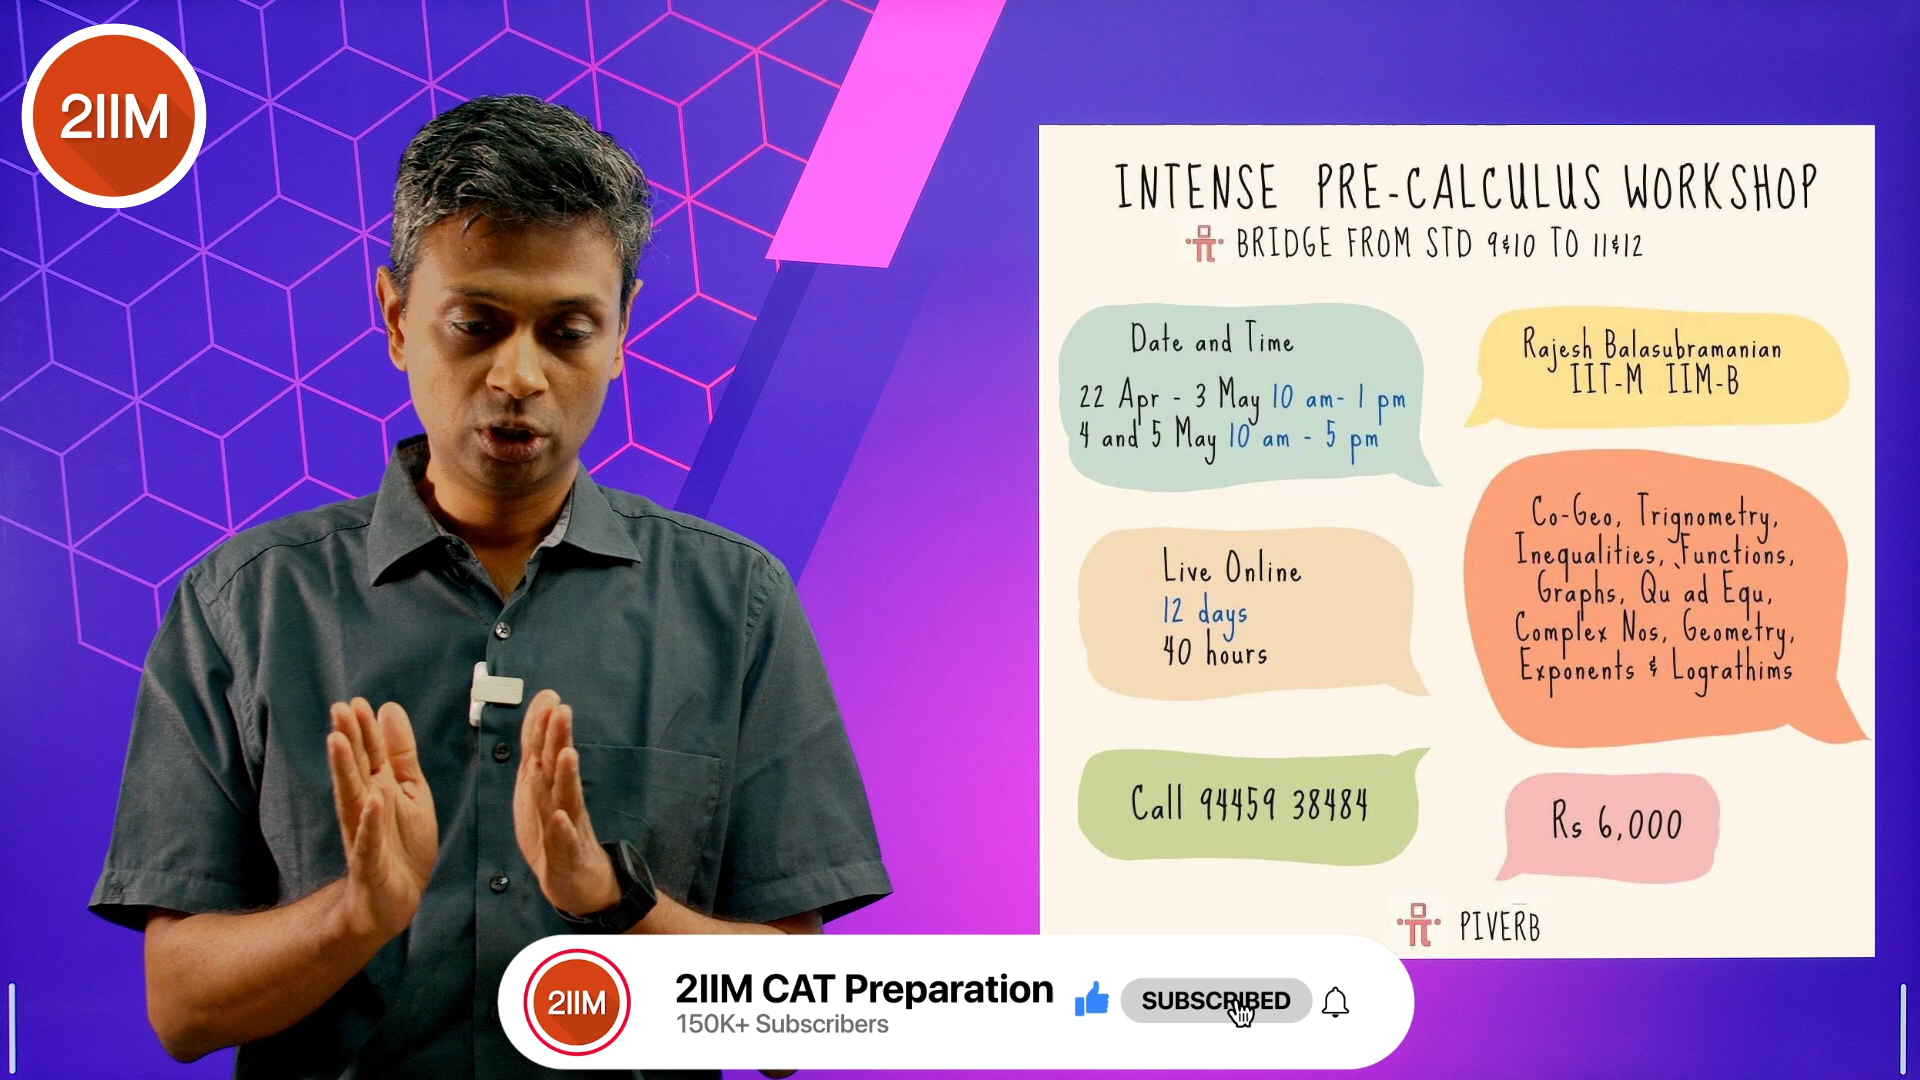 2IIM
INTENSE PRE-CALCULUS WORKSHOP
BRIDGE FROM STD 9&10 TO 11&12
Date and Time
22 Apr - 3 May 10 am- 1 pm
4 and 5 May 10 am - 5 pm
Rajesh Balasubramanian
IIT-M IIM-B
Live Online
12 days
40 hours
Co-Geo, Trignometry,
Inequalities, Functions,
Graphs, Qu ad Equ,
Complex Nos, Geometry,
Exponents & Lograthims
Call 94459 38484
Rs 6,000
PIVERB
2IIM
2IIM CAT Preparation
150K+ Subscribers
SUBSCRIBED